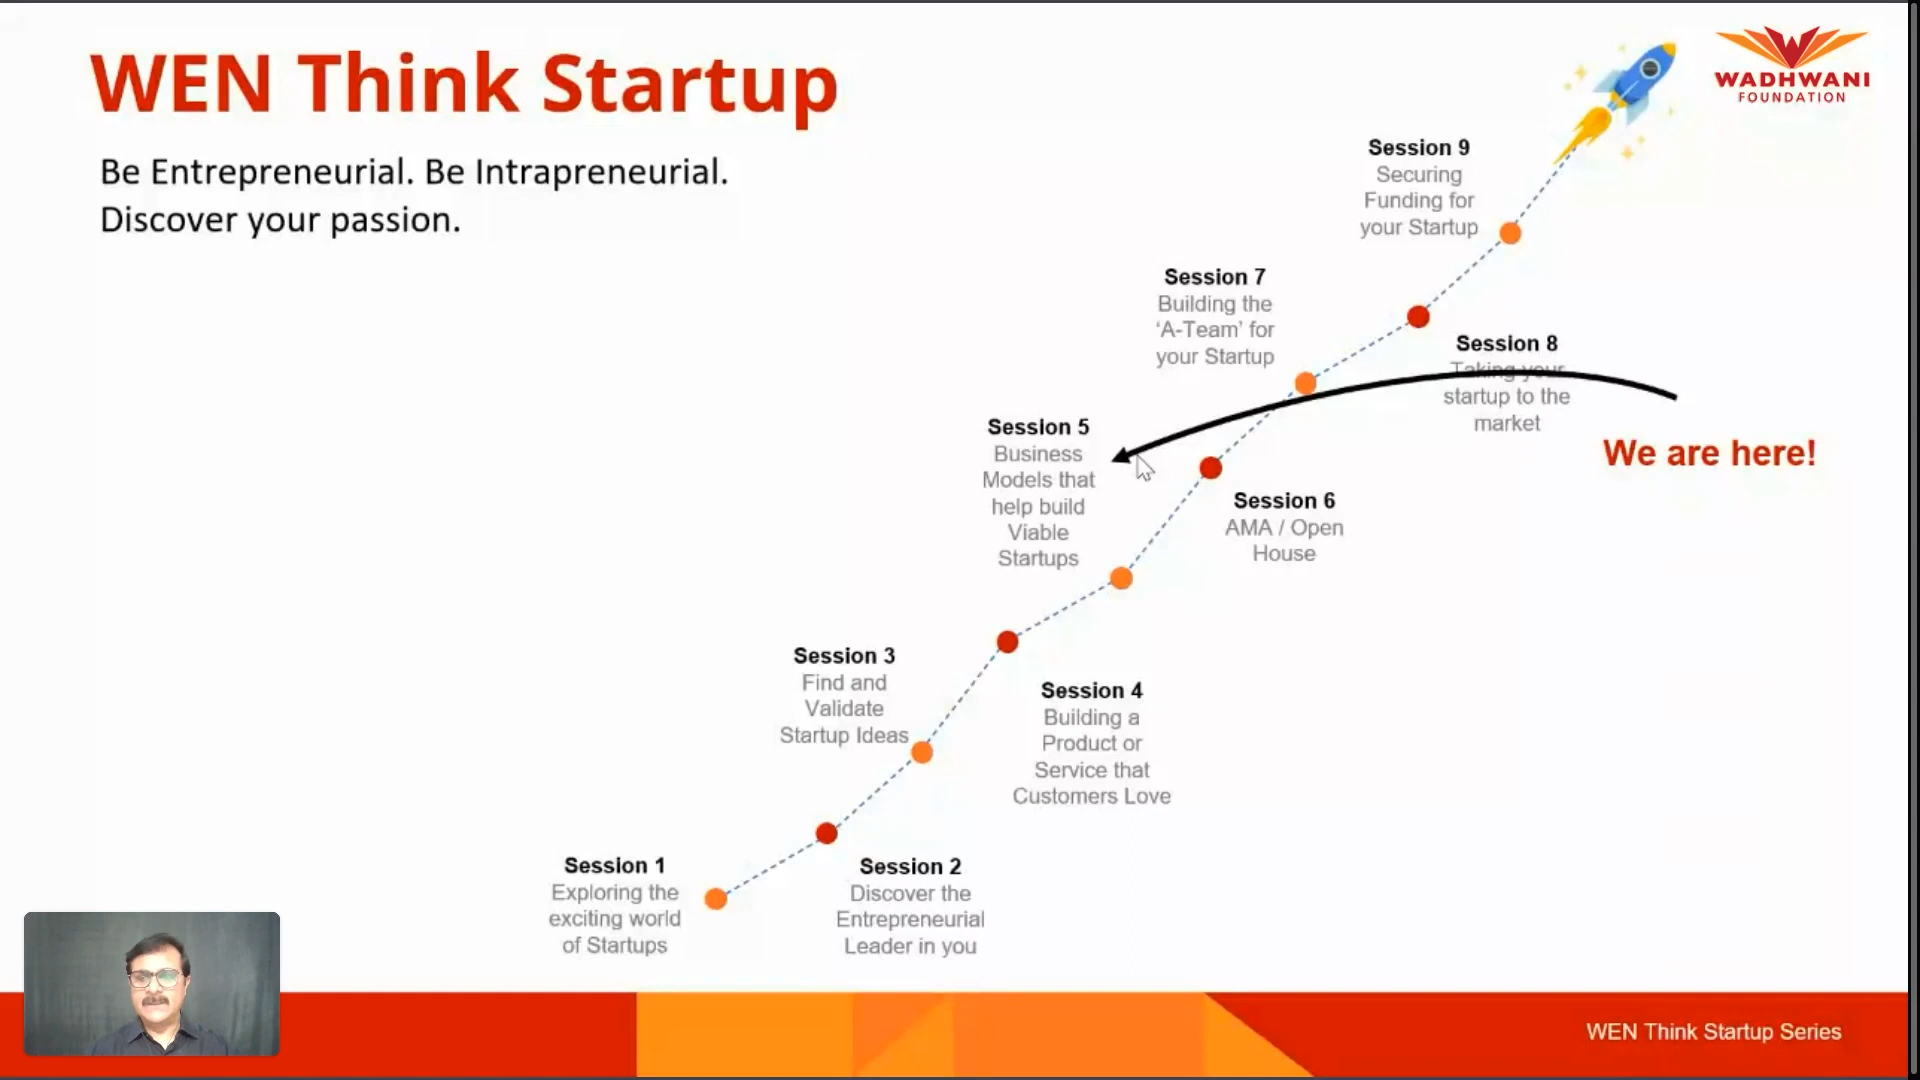 WEN Think Startup
WADHWANI
FOUNDATION
Be Entrepreneurial. Be Intrapreneurial.
Discover your passion.
Session 9
Securing
Funding for
your Startup
Session 7
Building the
‘A-Team’ for
your Startup
Session 8
Taking your
startup to the
market
We are here!
Session 5
Business
Models that
help build
Viable
Startups
Session 6
AMA / Open
House
Session 3
Find and
Validate
Startup Ideas
Session 4
Building a
Product or
Service that
Customers Love
Session 1
Exploring the
exciting world
of Startups
Session 2
Discover the
Entrepreneurial
Leader in you
WEN Think Startup Series